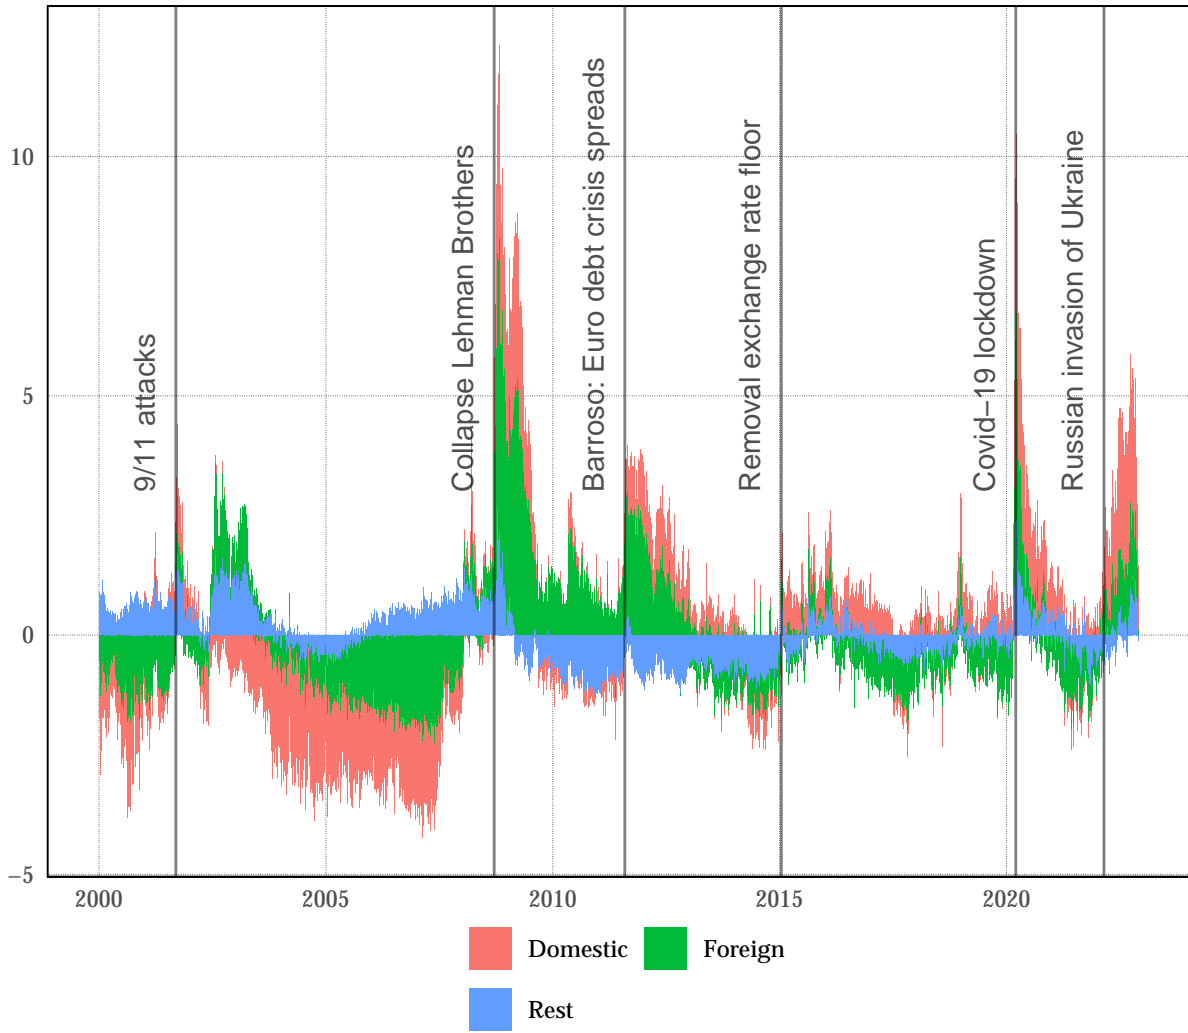 10
5
0
−5
9/11 attacks
Collapse Lehman Brothers
Barroso: Euro debt crisis spreads
Removal exchange rate floor
Covid−19 lockdown
Russian invasion of Ukraine
2000
2005
2010
2015
2020
Domestic
Foreign
Rest